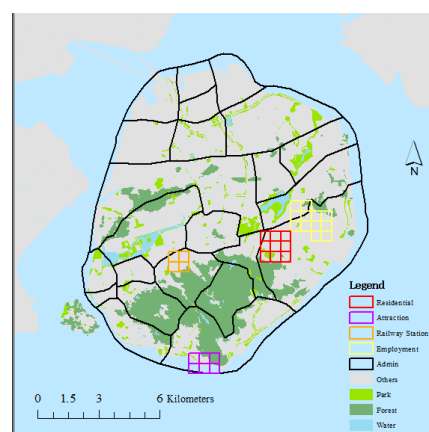 N
Legend
Residential
Attraction
Railway Station
Employment
Admin
Others
Park
Forest
Water
0 1.5 3 6 Kilometers